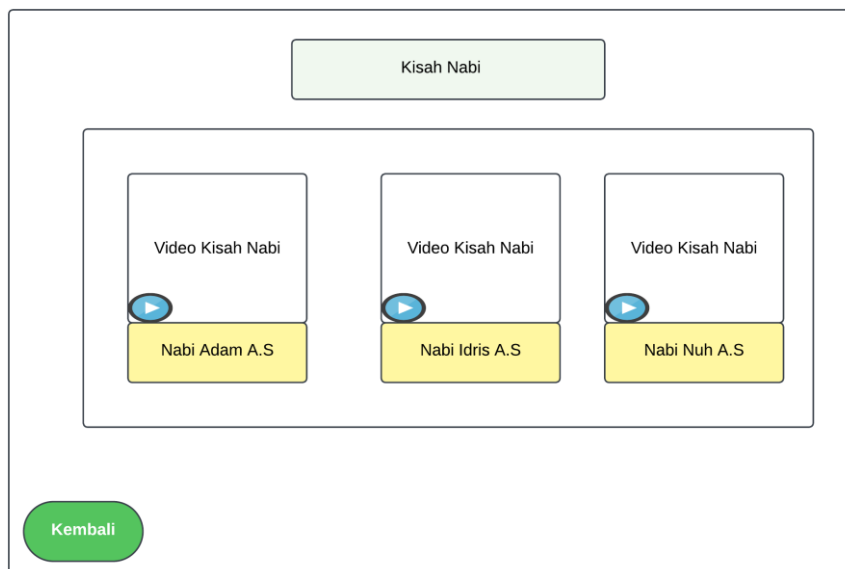 Kisah Nabi
Video Kisah Nabi
Video Kisah Nabi
Video Kisah Nabi
Nabi Adam A.S
Nabi Idris A.S
Nabi Nuh A.S
Kembali